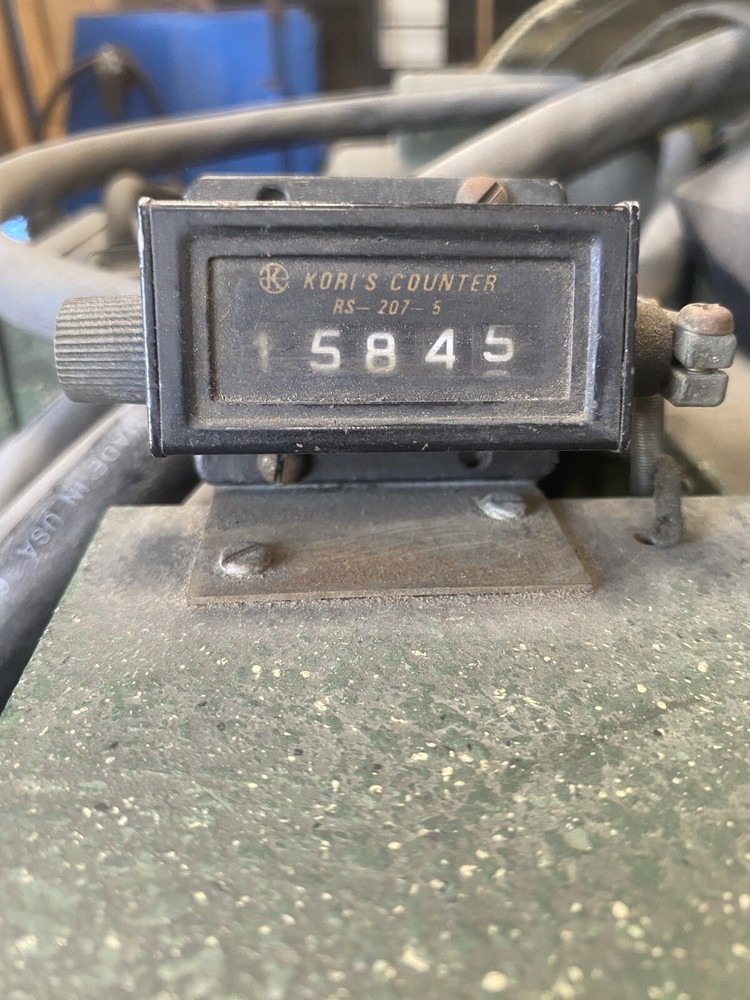 K KORI'S COUNTER
RS-207-5
15845
MADE IN USA